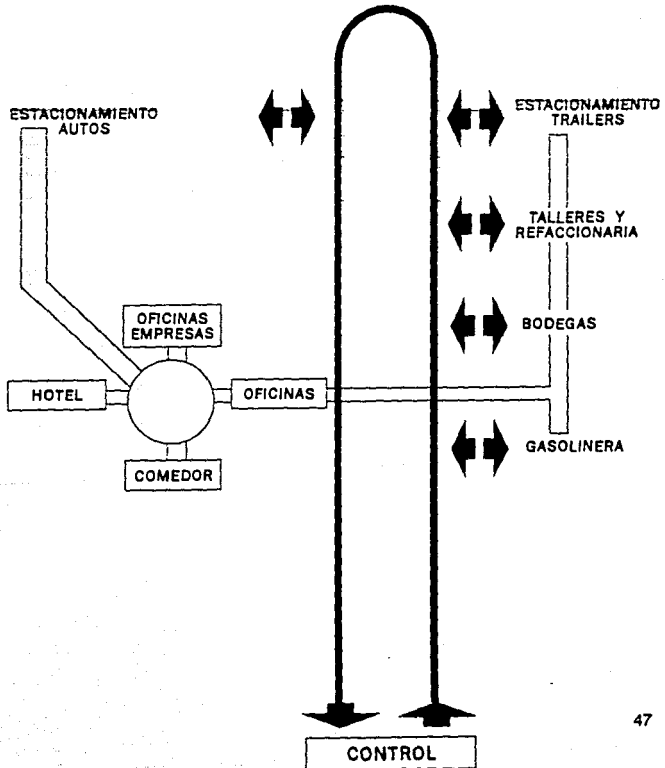 ESTACIONAMIENTO
AUTOS
ESTACIONAMIENTO
TRAILERS
TALLERES Y
REFACCIONARIA
OFICINAS
EMPRESAS
BODEGAS
HOTEL
OFICINAS
GASOLINERA
COMEDOR
47
CONTROL